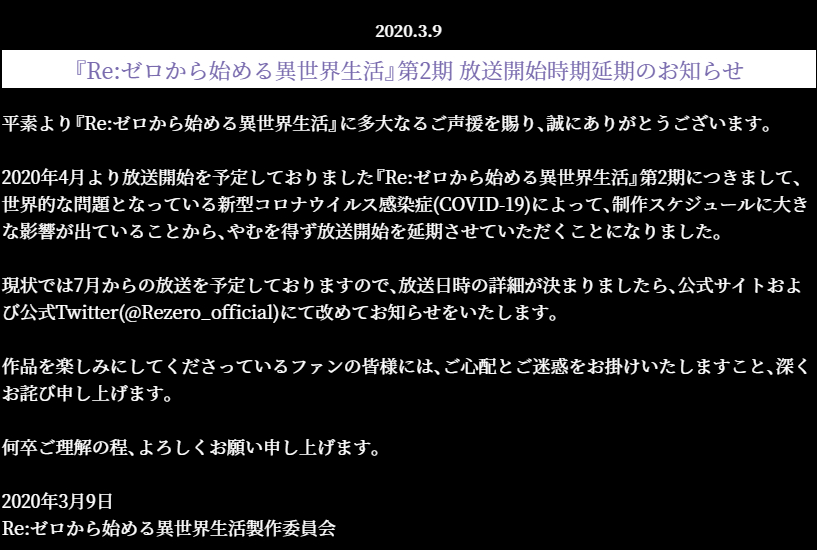 2020.3.9
『Re:ゼロから始める異世界生活』第2期 放送開始時期延期のお知らせ
平素より『Re:ゼロから始める異世界生活』に多大なるご声援を賜り、誠にありがとうございます。
2020年4月より放送開始を予定しておりました『Re:ゼロから始める異世界生活』第2期につきまして、
世界的な問題となっている新型コロナウイルス感染症(COVID-19)によって、制作スケジュールに大き
な影響が出ていることから、やむを得ず放送開始を延期させていただくことになりました。
現状では7月からの放送を予定しておりますので、放送日時の詳細が決まりましたら、公式サイトおよ
び公式Twitter(@Rezero_official)にて改めてお知らせをいたします。
作品を楽しみにしてくださっているファンの皆様には、ご心配とご迷惑をお掛けいたしますこと、深く
お詫び申し上げます。
何卒ご理解の程、よろしくお願い申し上げます。
2020年3月9日
Re:ゼロから始める異世界生活製作委員会